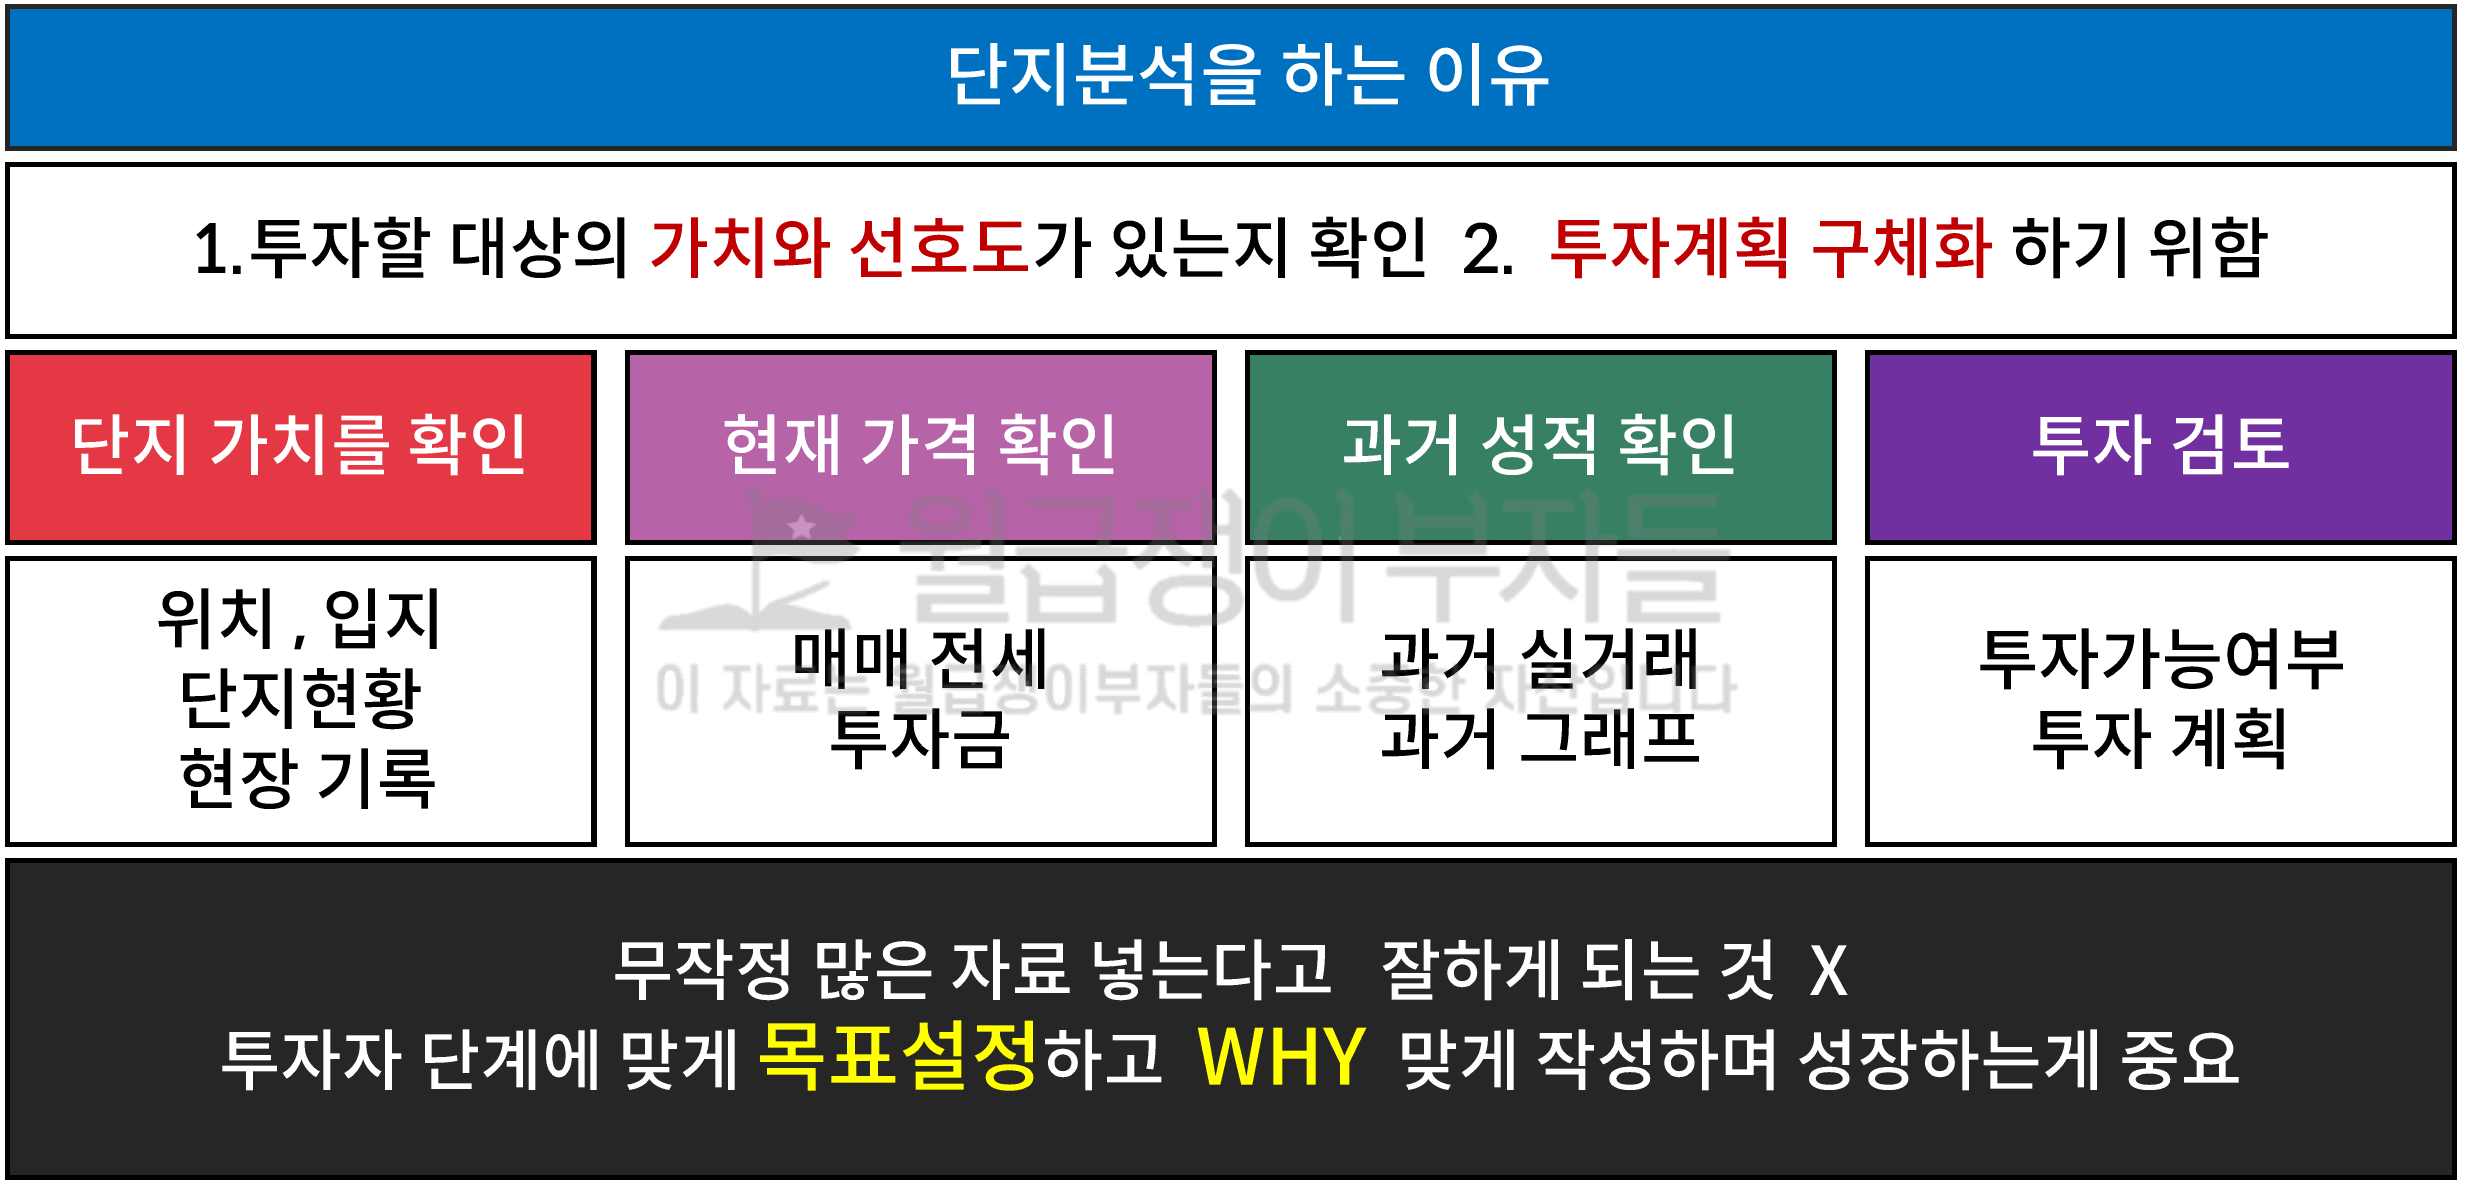 단지분석을 하는 이유
1.투자할 대상의 가치와 선호도가 있는지 확인 2. 투자계획 구체화 하기 위함
단지 가치를 확인
현재 가격 확인
과거 성적 확인
투자 검토
위치 , 입지
단지현황
현장 기록
매매 전세
투자금
과거 실거래
과거 그래프
투자가능여부
투자 계획
월급쟁이부자들
이 자료는 월급쟁이부자들의 소중한 자산입니다
무작정 많은 자료 넣는다고 잘하게 되는 것 X
투자자 단계에 맞게 목표설정하고 WHY 맞게 작성하며 성장하는게 중요